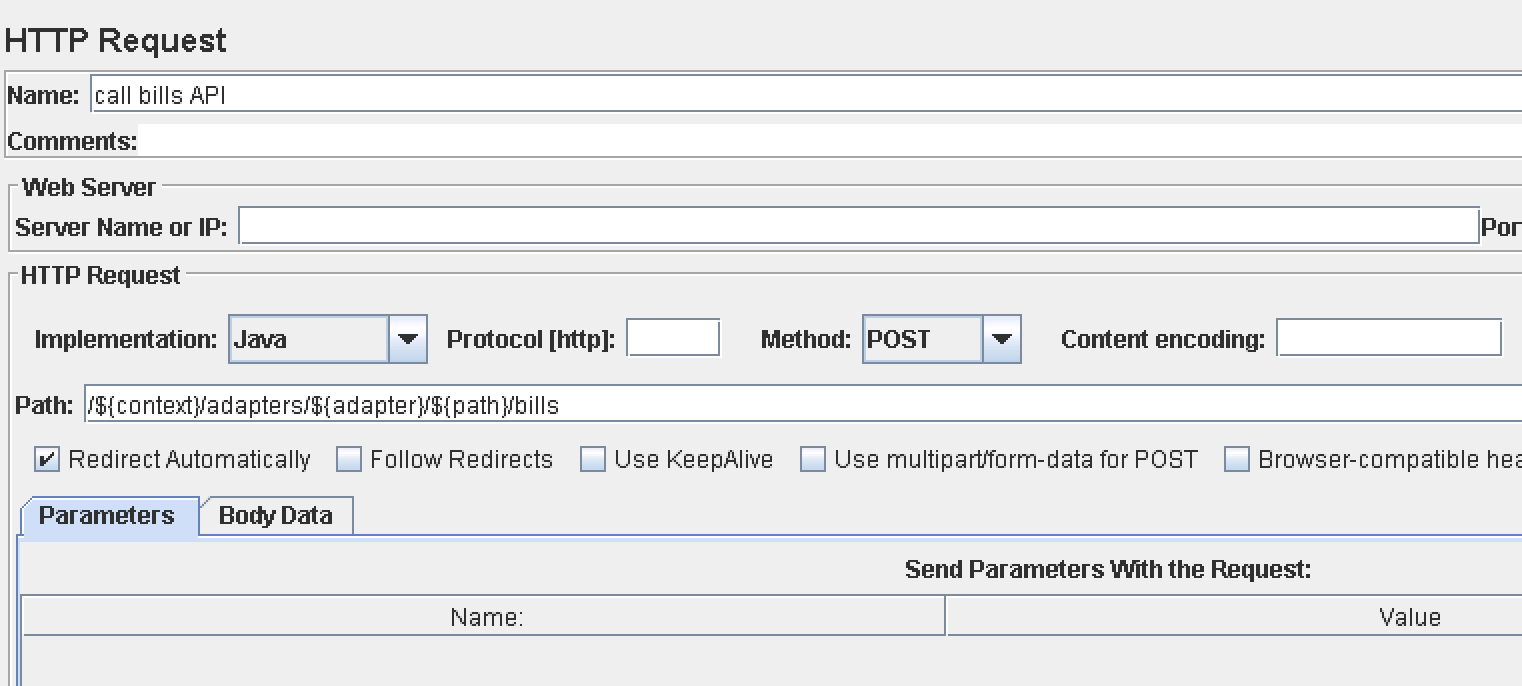 HTTP Request
Name: call bills API
Comments:
Web Server
Server Name or IP:
HTTP Request
Implementation: Java Protocol [http]: Method: POST Content encoding:
Path: /${context}/adapters/${adapter}/${path}/bills
Redirect Automatically Follow Redirects Use KeepAlive Use multipart/form-data for POST Browser-compatible
Parameters Body Data
Send Parameters With the Request:
Name: Value